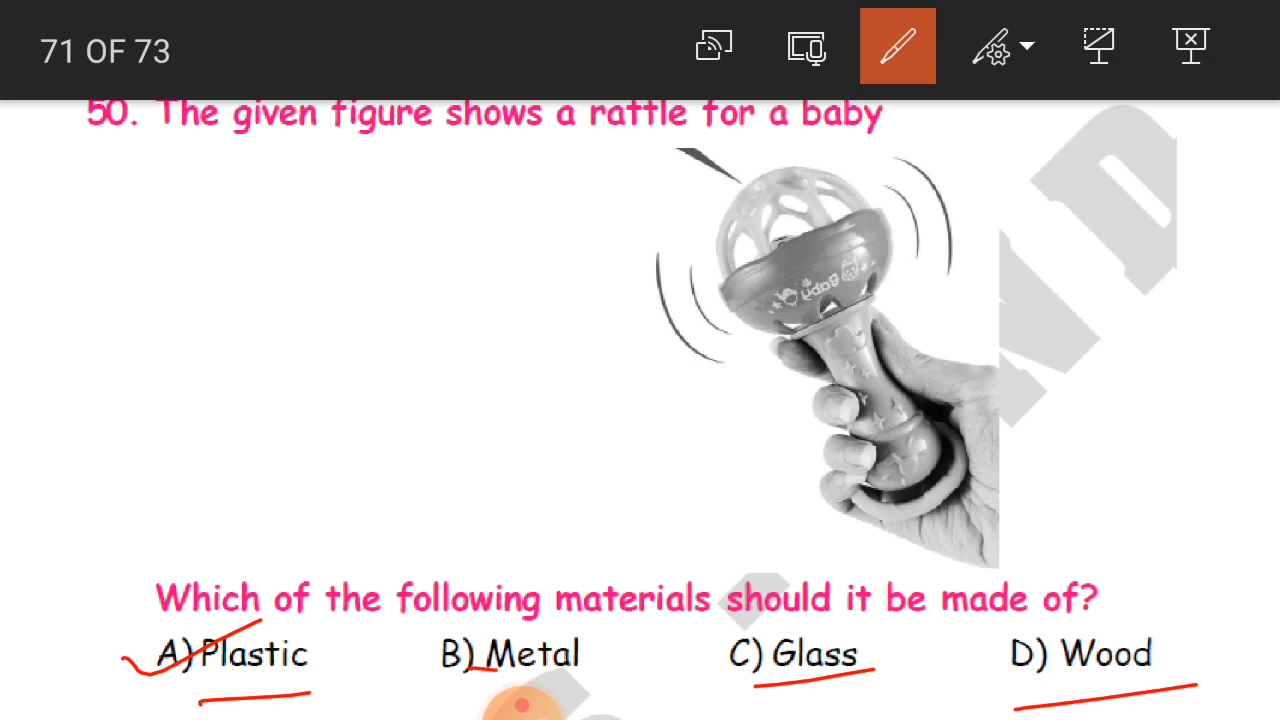 71 OF 73
50. The given figure shows a rattle for a baby
Baby
Which of the following materials should it be made of?
A) Plastic B) Metal C) Glass D) Wood